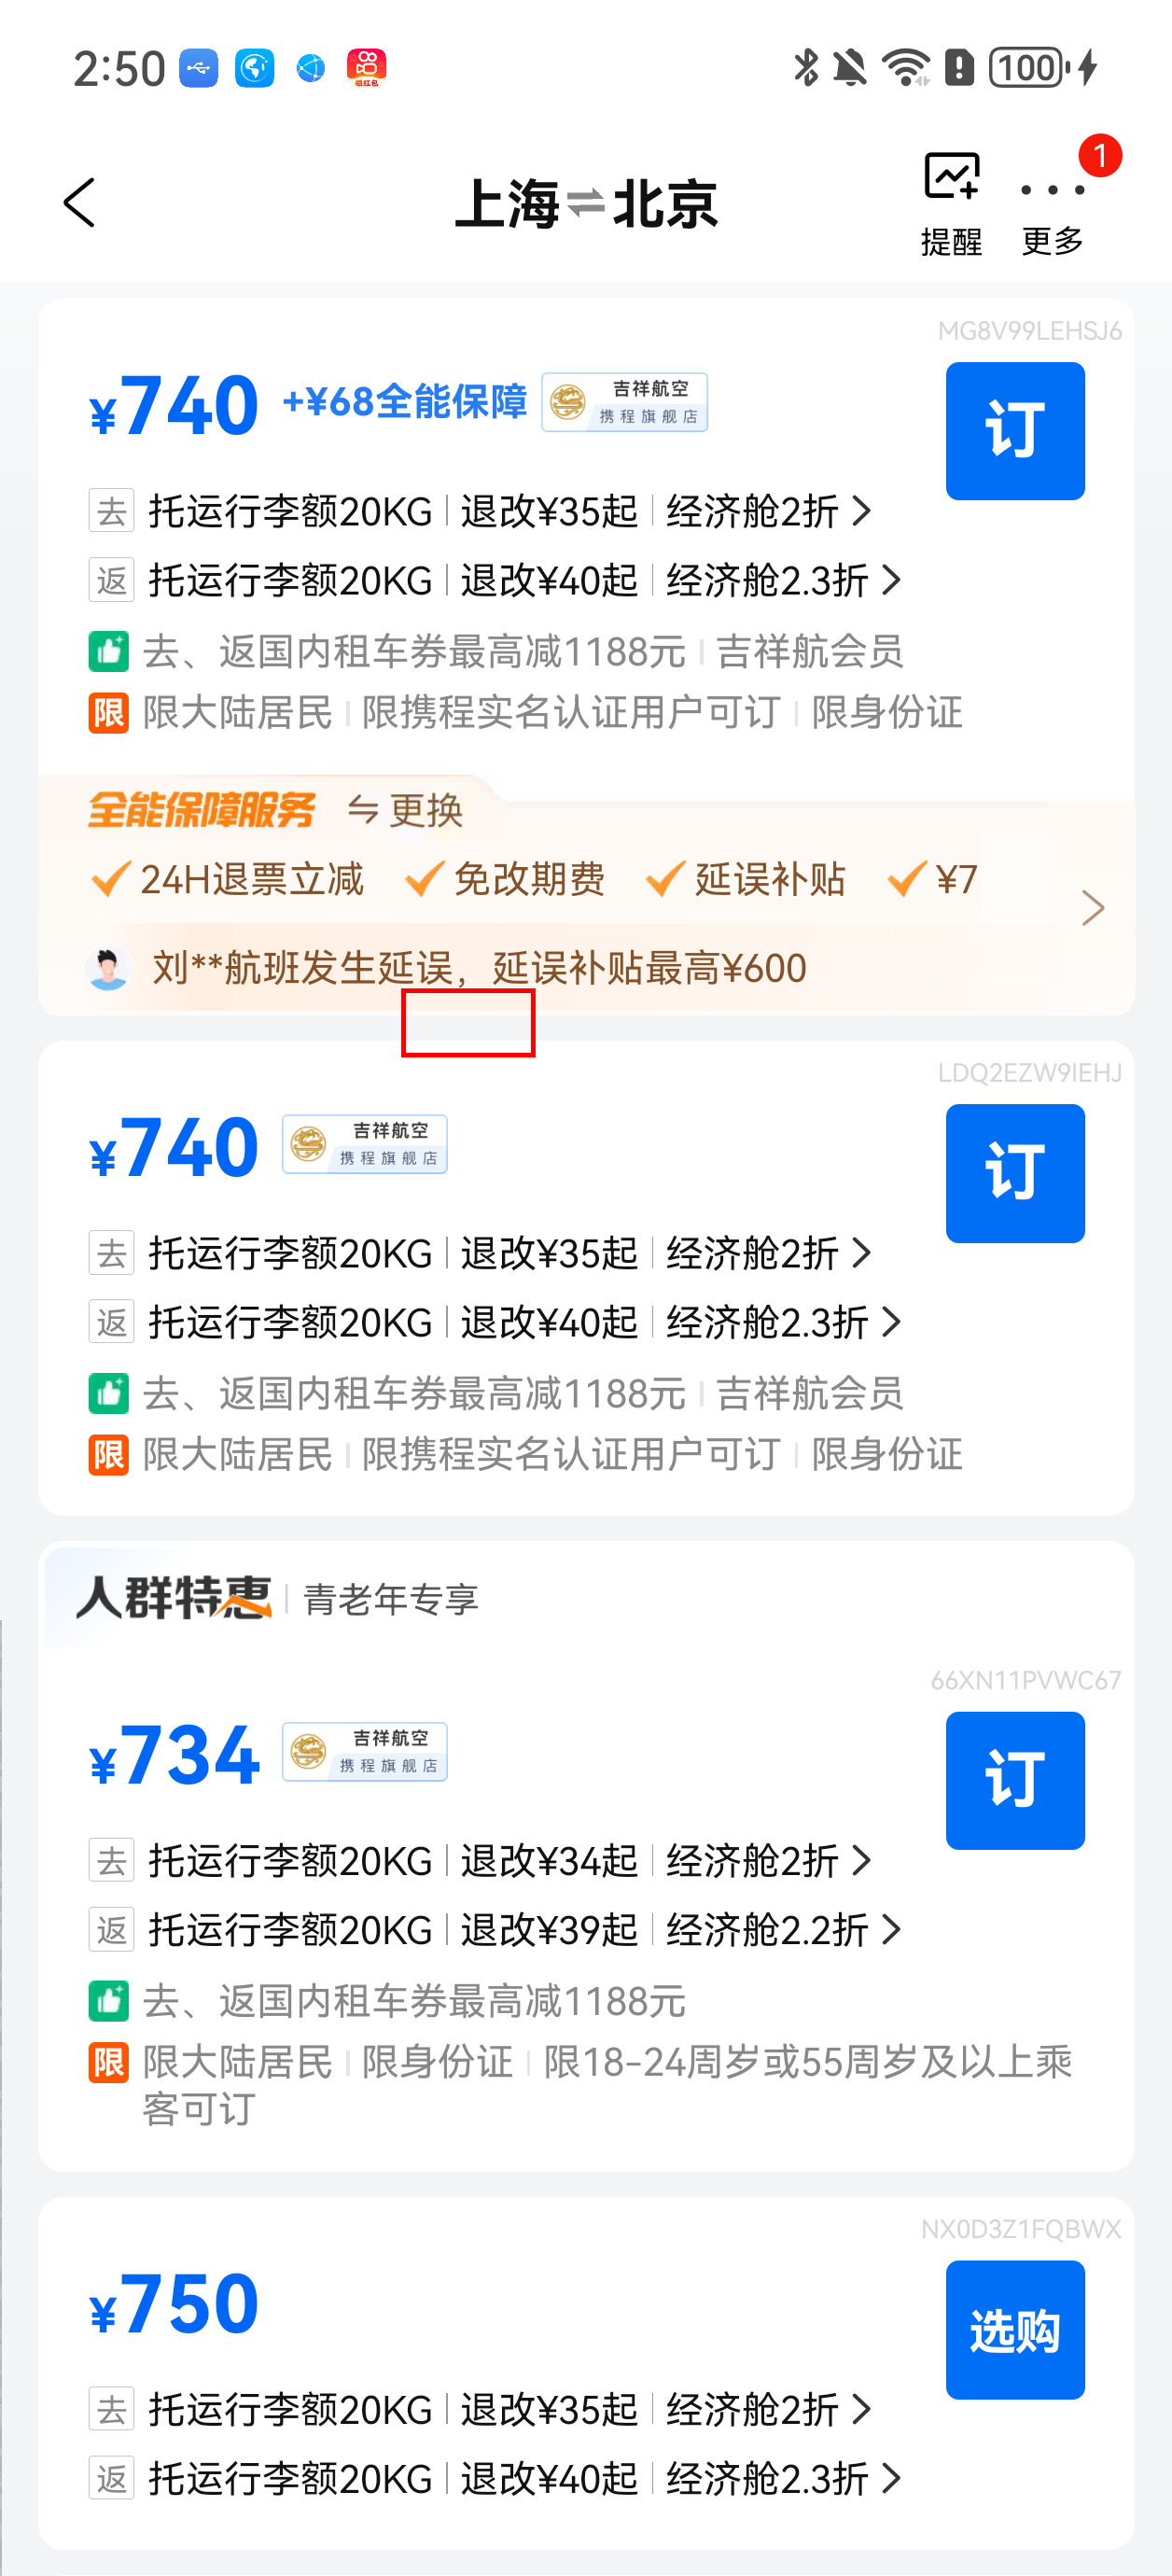 2:50
100
上海⇌北京
1
提醒
更多
MG8V99LEHSJ6
¥740 +¥68全能保障 吉祥航空 携程旗舰店
订
去 托运行李额20KG | 退改¥35起 | 经济舱2折 >
返 托运行李额20KG | 退改¥40起 | 经济舱2.3折 >
去、返国内租车券最高减1188元 | 吉祥航会员
限 限大陆居民 | 限携程实名认证用户可订 | 限身份证
全能保障服务 ⇋更换
24H退票立减 免改期费 延误补贴 ¥7
刘**航班发生延误，延误补贴最高¥600
LDQ2EZW9IEHJ
¥740 吉祥航空 携程旗舰店
订
去 托运行李额20KG | 退改¥35起 | 经济舱2折 >
返 托运行李额20KG | 退改¥40起 | 经济舱2.3折 >
去、返国内租车券最高减1188元 | 吉祥航会员
限 限大陆居民 | 限携程实名认证用户可订 | 限身份证
人群特惠 | 青老年专享
66XN11PVWC67
¥734 吉祥航空 携程旗舰店
订
去 托运行李额20KG | 退改¥34起 | 经济舱2折 >
返 托运行李额20KG | 退改¥39起 | 经济舱2.2折 >
去、返国内租车券最高减1188元
限 限大陆居民 | 限身份证 | 限18-24周岁或55周岁及以上乘
客可订
NX0D3Z1FQBWX
¥750
选购
去 托运行李额20KG | 退改¥35起 | 经济舱2折 >
返 托运行李额20KG | 退改¥40起 | 经济舱2.3折 >